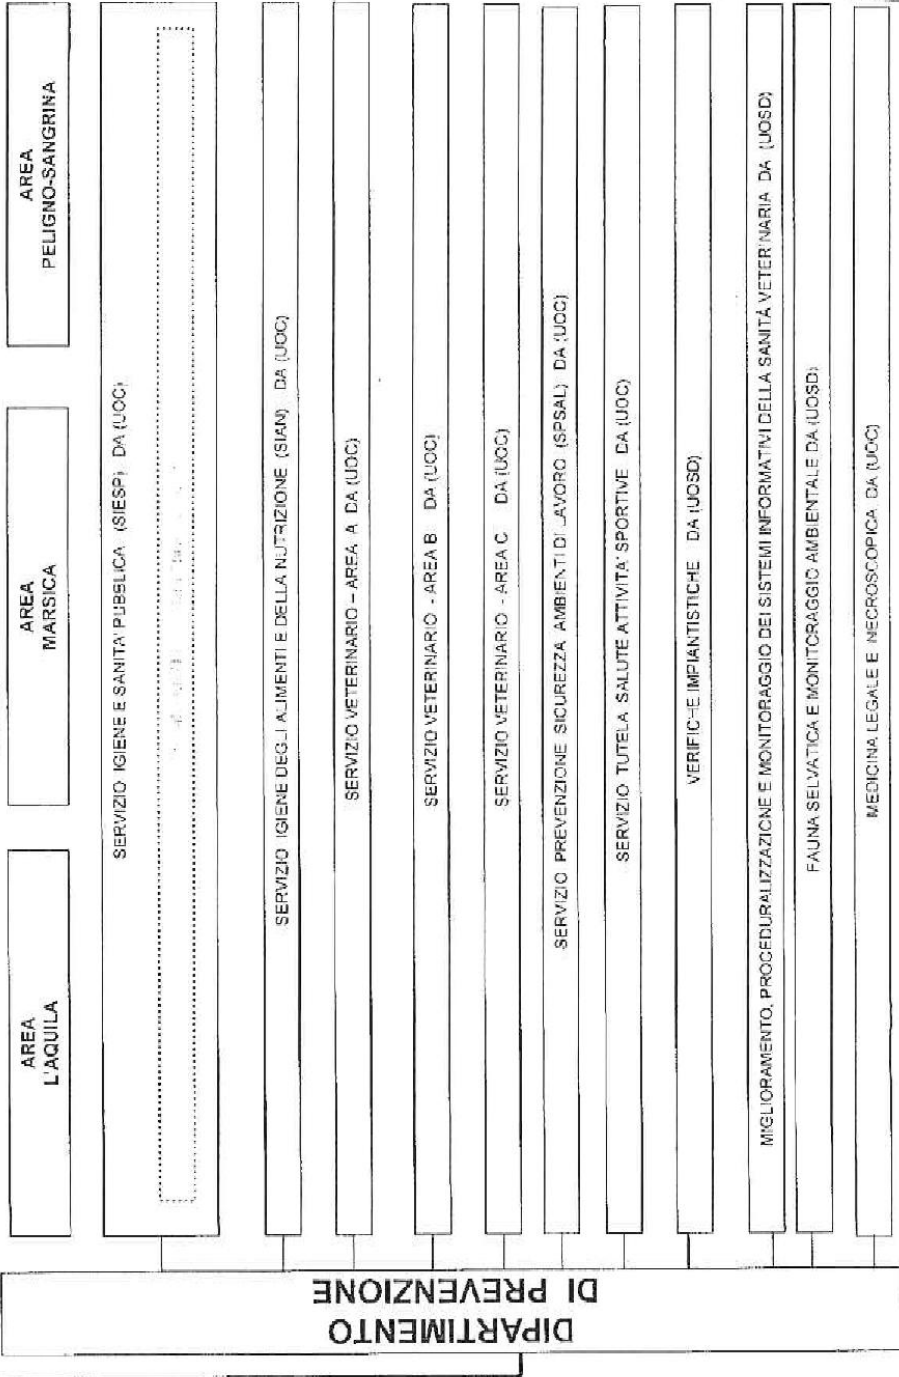 AREA
L'AQUILA
AREA
MARSICA
AREA
PELIGNO-SANGRINA
DIPARTIMENTO
DI PREVENZIONE
SERVIZIO IGIENE E SANITA' PUBBLICA (SIESP) DA (UOC)
SERVIZIO IGIENE DEGLI ALIMENTI E DELLA NUTRIZIONE (SIAN) DA (UOC)
SERVIZIO VETERINARIO – AREA A DA (UOC)
SERVIZIO VETERINARIO - AREA B DA (UOC)
SERVIZIO VETERINARIO - AREA C DA (UOC)
SERVIZIO PREVENZIONE SICUREZZA AMBIENTI DI LAVORO (SPSAL) DA (UOC)
SERVIZIO TUTELA SALUTE ATTIVITA' SPORTIVE DA (UOC)
VERIFICHE IMPIANTISTICHE DA (UOSD)
MIGLIORAMENTO, PROCEDURALIZZAZIONE E MONITORAGGIO DEI SISTEMI INFORMATIVI DELLA SANITÀ VETERINARIA DA (UOSD)
FAUNA SELVATICA E MONITORAGGIO AMBIENTALE DA (UOSD)
MEDICINA LEGALE E NECROSCOPICA DA (UOC)